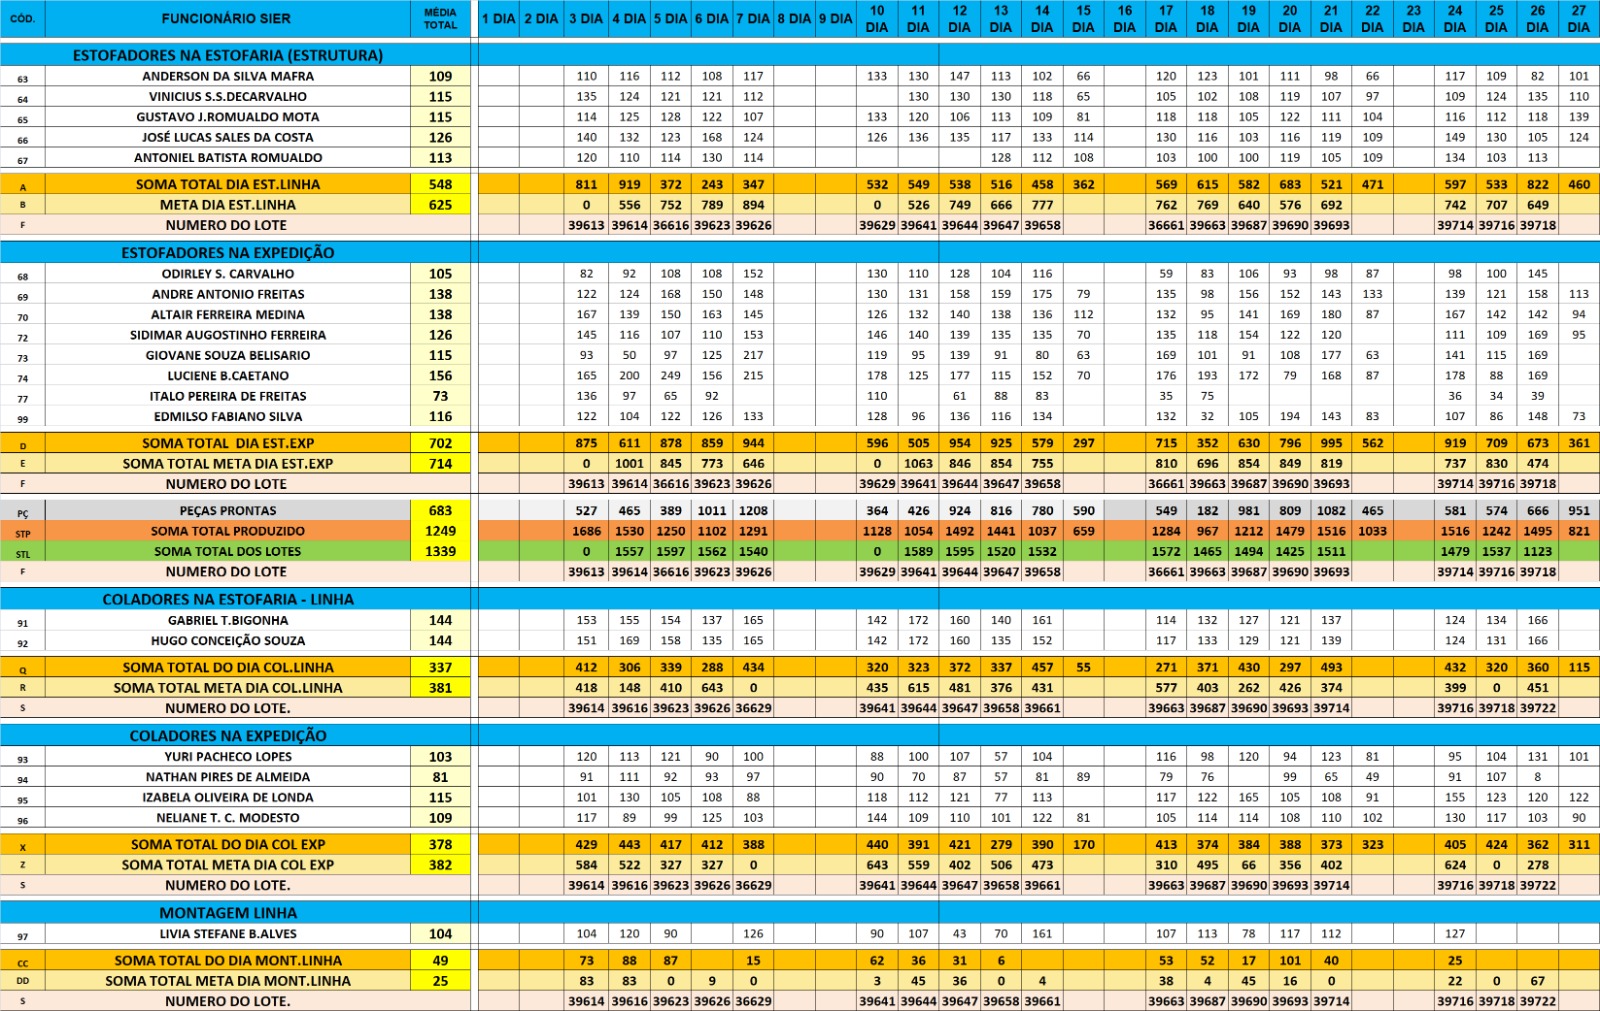 CÓD. FUNCIONÁRIO SIER MÉDIA TOTAL 1 DIA 2 DIA 3 DIA 4 DIA 5 DIA 6 DIA 7 DIA 8 DIA 9 DIA 10 DIA 11 DIA 12 DIA 13 DIA 14 DIA 15 DIA 16 DIA 17 DIA 18 DIA 19 DIA 20 DIA 21 DIA 22 DIA 23 DIA 24 DIA 25 DIA 26 DIA 27 DIA
ESTOFADORES NA ESTOFARIA (ESTRUTURA)
63 ANDERSON DA SILVA MAFRA 109 110 116 112 108 117 133 130 147 113 102 66 120 123 101 111 98 66 117 109 82 101
64 VINICIUS S.S.DECARVALHO 115 135 124 121 121 112 130 130 130 118 65 105 102 108 119 107 97 109 124 135 110
65 GUSTAVO J.ROMUALDO MOTA 115 114 125 128 122 107 133 120 106 113 109 81 118 118 105 122 111 104 116 112 118 139
66 JOSÉ LUCAS SALES DA COSTA 126 140 132 123 168 124 126 136 135 117 133 114 130 116 103 116 119 109 149 130 105 124
67 ANTONIEL BATISTA ROMUALDO 113 120 110 114 130 114 128 112 108 103 100 100 119 105 109 134 103 113
A SOMA TOTAL DIA EST.LINHA 548 811 919 372 243 347 532 549 538 516 458 362 569 615 582 683 521 471 597 533 822 460
B META DIA EST.LINHA 625 0 556 752 789 894 0 526 749 666 777 762 769 640 576 692 742 707 649
F NUMERO DO LOTE 39613 39614 36616 39623 39626 39629 39641 39644 39647 39658 36661 39663 39687 39690 39693 39714 39716 39718
ESTOFADORES NA EXPEDIÇÃO
68 ODIRLEY S. CARVALHO 105 82 92 108 108 152 130 110 128 104 116 59 83 106 93 98 87 98 100 145
69 ANDRE ANTONIO FREITAS 138 122 124 168 150 148 130 131 158 159 175 79 135 98 156 152 143 133 139 121 158 113
70 ALTAIR FERREIRA MEDINA 138 167 139 150 163 145 126 132 140 138 136 112 132 95 141 169 180 87 167 142 142 94
72 SIDIMAR AUGOSTINHO FERREIRA 126 145 116 107 110 153 146 140 139 135 135 70 135 118 154 122 120 111 109 169 95
73 GIOVANE SOUZA BELISARIO 115 93 50 97 125 217 119 95 139 91 80 63 169 101 91 108 177 63 141 115 169
74 LUCIENE B.CAETANO 156 165 200 249 156 215 178 125 177 115 152 70 176 193 172 79 168 87 178 88 169
77 ITALO PEREIRA DE FREITAS 73 136 97 65 92 110 61 88 83 35 75 36 34 39
99 EDMILSO FABIANO SILVA 116 122 104 122 126 133 128 96 136 116 134 132 32 105 194 143 83 107 86 148 73
D SOMA TOTAL DIA EST.EXP 702 875 611 878 859 944 596 505 954 925 579 297 715 352 630 796 995 562 919 709 673 361
E SOMA TOTAL META DIA EST.EXP 714 0 1001 845 773 646 0 1063 846 854 755 810 696 854 849 819 737 830 474
F NUMERO DO LOTE 39613 39614 36616 39623 39626 39629 39641 39644 39647 39658 36661 39663 39687 39690 39693 39714 39716 39718
PÇ PEÇAS PRONTAS 683 527 465 389 1011 1208 364 426 924 816 780 590 549 182 981 809 1082 465 581 574 666 951
STP SOMA TOTAL PRODUZIDO 1249 1686 1530 1250 1102 1291 1128 1054 1492 1441 1037 659 1284 967 1212 1479 1516 1033 1516 1242 1495 821
STL SOMA TOTAL DOS LOTES 1339 0 1557 1597 1562 1540 0 1589 1595 1520 1532 1572 1465 1494 1425 1511 1479 1537 1123
F NUMERO DO LOTE 39613 39614 36616 39623 39626 39629 39641 39644 39647 39658 36661 39663 39687 39690 39693 39714 39716 39718
COLADORES NA ESTOFARIA - LINHA
91 GABRIEL T.BIGONHA 144 153 155 154 137 165 142 172 160 140 161 114 132 127 121 137 124 134 166
92 HUGO CONCEIÇÃO SOUZA 144 151 169 158 135 165 142 172 160 135 152 117 133 129 121 139 124 131 166
Q SOMA TOTAL DO DIA COL.LINHA 337 412 306 339 288 434 320 323 372 337 457 55 271 371 430 297 493 432 320 360 115
R SOMA TOTAL META DIA COL.LINHA 381 418 148 410 643 0 435 615 481 376 431 577 403 262 426 374 399 0 451
S NUMERO DO LOTE. 39614 39616 39623 39626 36629 39641 39644 39647 39658 39661 39663 39687 39690 39693 39714 39716 39718 39722
COLADORES NA EXPEDIÇÃO
93 YURI PACHECO LOPES 103 120 113 121 90 100 88 100 107 57 104 116 98 120 94 123 81 95 104 131 101
94 NATHAN PIRES DE ALMEIDA 81 91 111 92 93 97 90 70 87 57 81 89 79 76 99 65 49 91 107 8
95 IZABELA OLIVEIRA DE LONDA 115 101 130 105 108 88 118 112 121 77 113 117 122 165 105 108 91 155 123 120 122
96 NELIANE T. C. MODESTO 109 117 89 99 125 103 144 109 110 101 122 81 105 114 114 108 110 102 130 117 103 90
X SOMA TOTAL DO DIA COL EXP 378 429 443 417 412 388 440 391 421 279 390 170 413 374 384 388 373 323 405 424 362 311
Z SOMA TOTAL META DIA COL EXP 382 584 522 327 327 0 643 559 402 506 473 310 495 66 356 402 624 0 278
S NUMERO DO LOTE. 39614 39616 39623 39626 36629 39641 39644 39647 39658 39661 39663 39687 39690 39693 39714 39716 39718 39722
MONTAGEM LINHA
97 LIVIA STEFANE B.ALVES 104 104 120 90 126 90 107 43 70 161 107 113 78 117 112 127
CC SOMA TOTAL DO DIA MONT.LINHA 49 73 88 87 15 62 36 31 6 53 52 17 101 40 25
DD SOMA TOTAL META DIA MONT.LINHA 25 83 83 0 9 0 3 45 36 0 4 38 4 45 16 0 22 0 67
S NUMERO DO LOTE. 39614 39616 39623 39626 36629 39641 39644 39647 39658 39661 39663 39687 39690 39693 39714 39716 39718 39722